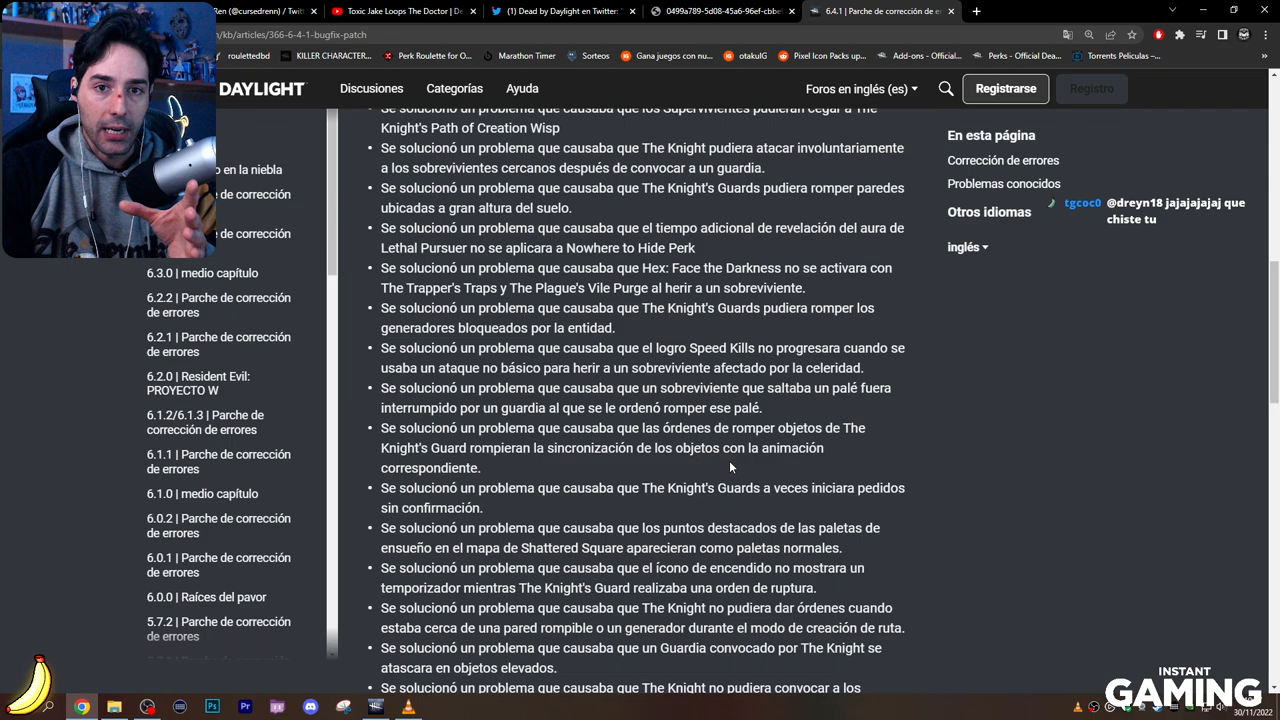 Ren (@cursedrenn) / Twitt
Toxic Jake Loops The Doctor | De
(1) Dead by Daylight en Twitter: "
0499a789-5d08-45a6-96ef-cbbef
6.4.1 | Parche de corrección de e
/kb/articles/366-6-4-1-bugfix-patch
roulettedbd
KILLER CHARACTER...
Perk Roulette for O...
Marathon Timer
Sorteos
Gana juegos con nu...
otakulG
Pixel Icon Packs up...
Add-ons - Official...
Perks - Official De...
Torrents Peliculas –...
DAYLIGHT
Discusiones
Categorías
Ayuda
Foros en inglés (es)
Registrarse
Registro
en la niebla
de corrección
de corrección
6.3.0 | medio capítulo
6.2.2 | Parche de corrección
de errores
6.2.1 | Parche de corrección
de errores
6.2.0 | Resident Evil:
PROYECTO W
6.1.2/6.1.3 | Parche de
corrección de errores
6.1.1 | Parche de corrección
de errores
6.1.0 | medio capítulo
6.0.2 | Parche de corrección
de errores
6.0.1 | Parche de corrección
de errores
6.0.0 | Raíces del pavor
5.7.2 | Parche de corrección
de errores
Se solucionó un problema que causaba que los Supervivientes pudieran cegar a The
Knight's Path of Creation Wisp
Se solucionó un problema que causaba que The Knight pudiera atacar involuntariamente
a los sobrevivientes cercanos después de convocar a un guardia.
Se solucionó un problema que causaba que The Knight's Guards pudiera romper paredes
ubicadas a gran altura del suelo.
Se solucionó un problema que causaba que el tiempo adicional de revelación del aura de
Lethal Pursuer no se aplicara a Nowhere to Hide Perk
Se solucionó un problema que causaba que Hex: Face the Darkness no se activara con
The Trapper's Traps y The Plague's Vile Purge al herir a un sobreviviente.
Se solucionó un problema que causaba que The Knight's Guards pudiera romper los
generadores bloqueados por la entidad.
Se solucionó un problema que causaba que el logro Speed Kills no progresara cuando se
usaba un ataque no básico para herir a un sobreviviente afectado por la celeridad.
Se solucionó un problema que causaba que un sobreviviente que saltaba un palé fuera
interrumpido por un guardia al que se le ordenó romper ese palé.
Se solucionó un problema que causaba que las órdenes de romper objetos de The
Knight's Guard rompieran la sincronización de los objetos con la animación
correspondiente.
Se solucionó un problema que causaba que The Knight's Guards a veces iniciara pedidos
sin confirmación.
Se solucionó un problema que causaba que los puntos destacados de las paletas de
ensueño en el mapa de Shattered Square aparecieran como paletas normales.
Se solucionó un problema que causaba que el ícono de encendido no mostrara un
temporizador mientras The Knight's Guard realizaba una orden de ruptura.
Se solucionó un problema que causaba que The Knight no pudiera dar órdenes cuando
estaba cerca de una pared rompible o un generador durante el modo de creación de ruta.
Se solucionó un problema que causaba que un Guardia convocado por The Knight se
atascara en objetos elevados.
Se solucionó un problema que causaba que The Knight no pudiera convocar a los
En esta página
Corrección de errores
Problemas conocidos
Otros idiomas
inglés
tgcoc0 @dreyn18 jajajajajaj que
chiste tu
INSTANT
GAMING
30/11/2022